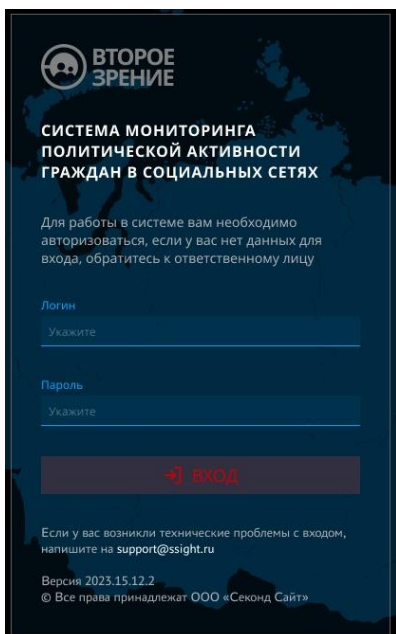 ВТОРОЕ
ЗРЕНИЕ
СИСТЕМА МОНИТОРИНГА
ПОЛИТИЧЕСКОЙ АКТИВНОСТИ
ГРАЖДАН В СОЦИАЛЬНЫХ СЕТЯХ
Для работы в системе вам необходимо
авторизоваться, если у вас нет данных для
входа, обратитесь к ответственному лицу
Логин
Укажите
Пароль
Укажите
ВХОД
Если у вас возникли технические проблемы с входом,
напишите на support@ssight.ru
Версия 2023.15.12.2
© Все права принадлежат ООО «Секонд Сайт»